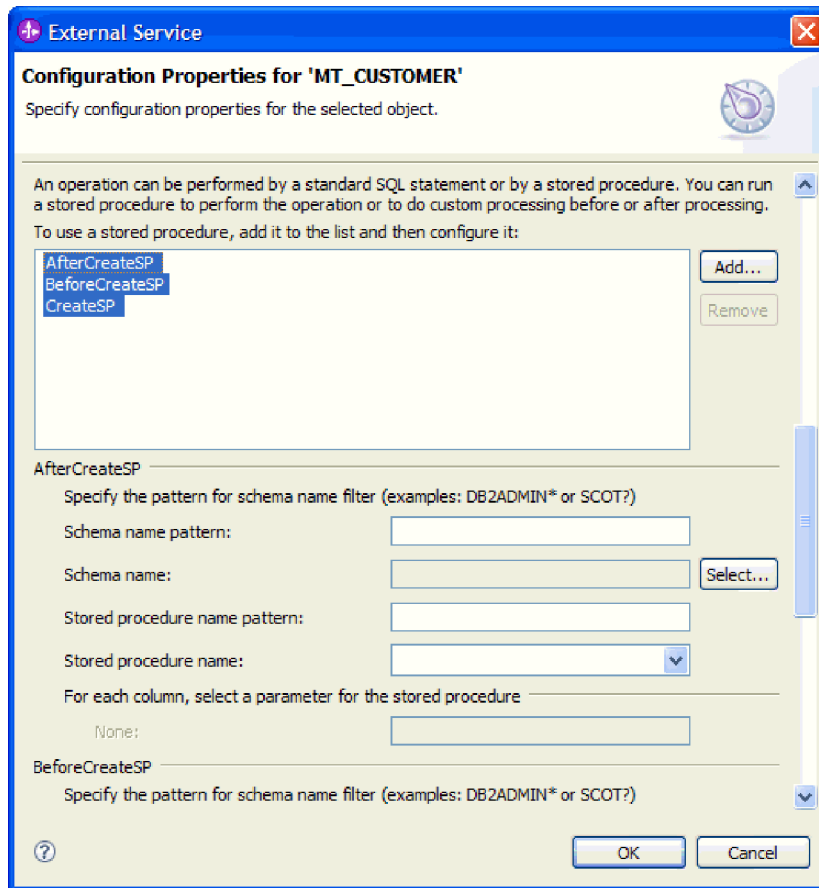 External Service
Configuration Properties for 'MT_CUSTOMER'
Specify configuration properties for the selected object.
An operation can be performed by a standard SQL statement or by a stored procedure. You can run
a stored procedure to perform the operation or to do custom processing before or after processing.
To use a stored procedure, add it to the list and then configure it:
AfterCreateSP
BeforeCreateSP
CreateSP
Add...
Remove
AfterCreateSP
Specify the pattern for schema name filter (examples: DB2ADMIN* or SCOT?)
Schema name pattern:
Schema name:
Select...
Stored procedure name pattern:
Stored procedure name:
For each column, select a parameter for the stored procedure
None:
BeforeCreateSP
Specify the pattern for schema name filter (examples: DB2ADMIN* or SCOT?)
?
OK
Cancel